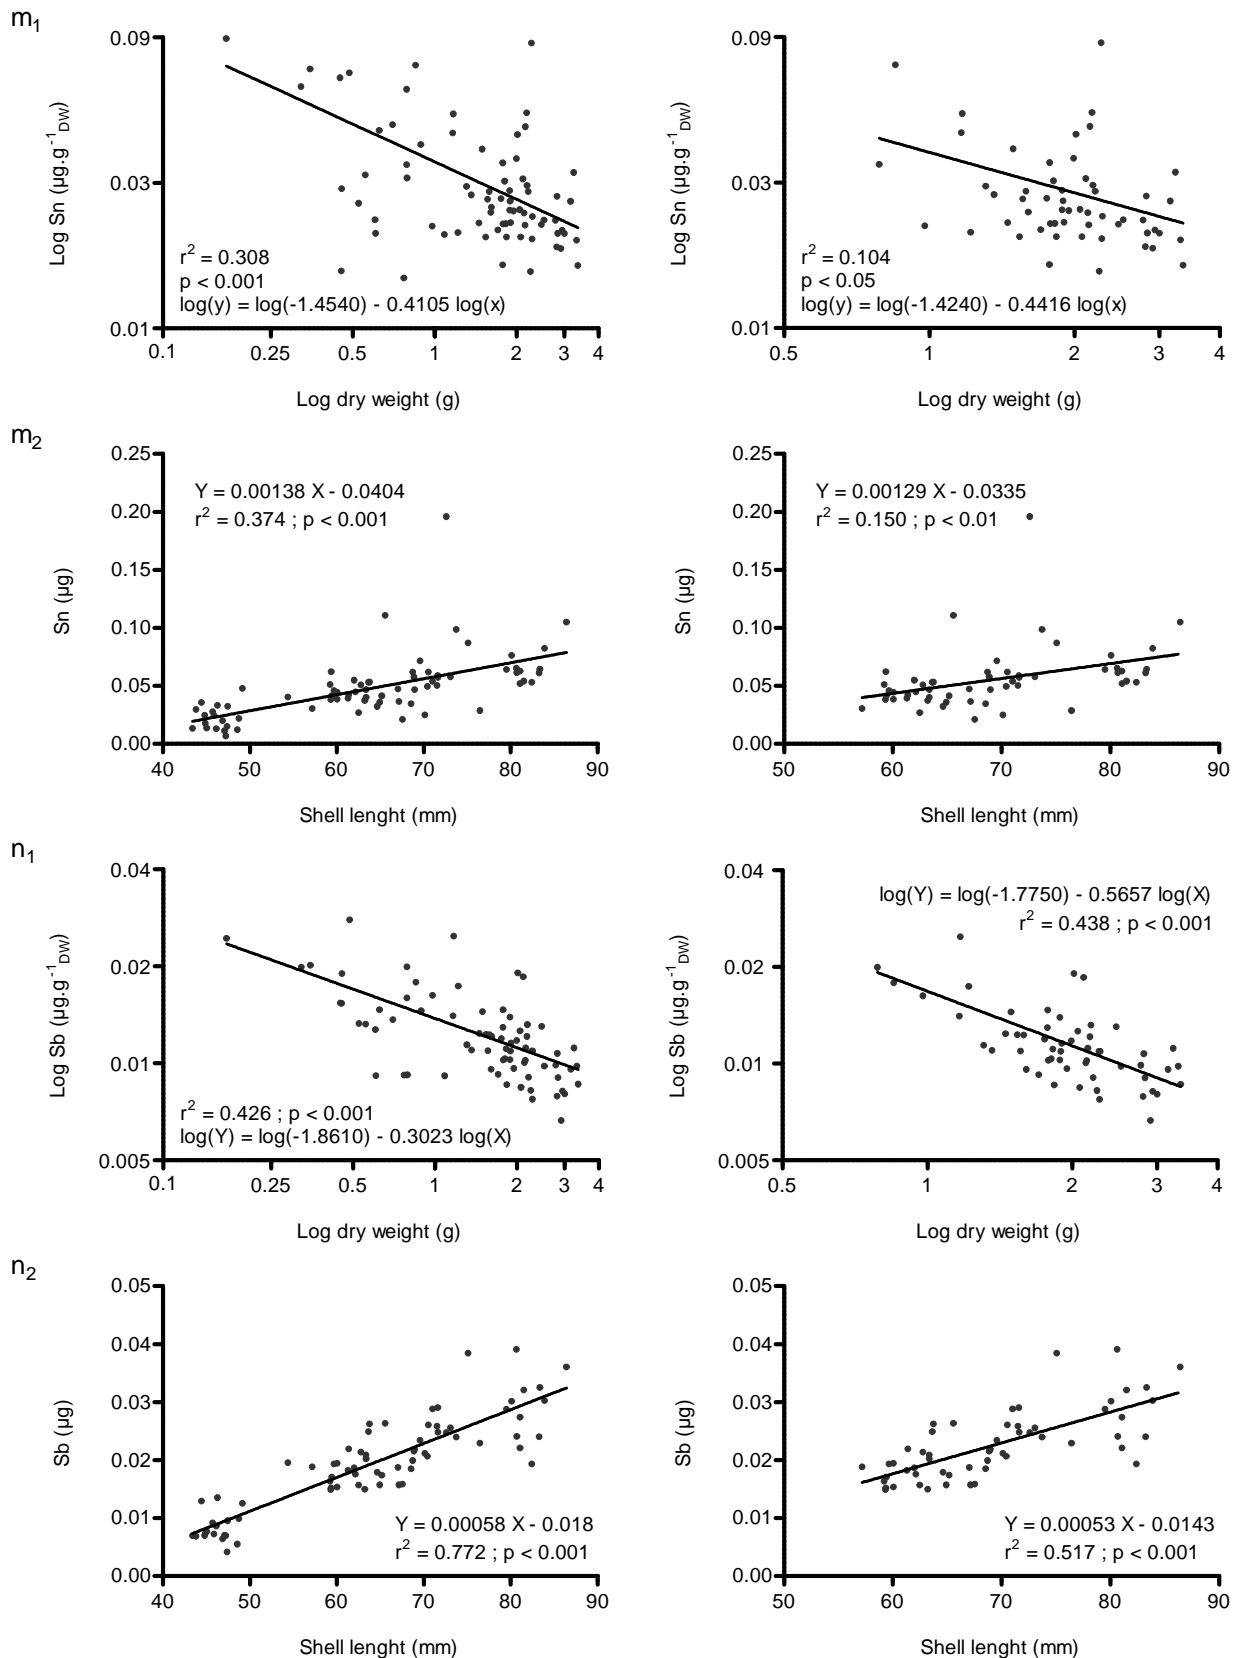 m1
0.09
0.03
0.01
Log Sn (µg.g-1DW)
r2 = 0.308
p < 0.001
log(y) = log(-1.4540) - 0.4105 log(x)
0.1 0.25 0.5 1 2 3 4
Log dry weight (g)
0.09
0.03
0.01
Log Sn (µg.g-1DW)
r2 = 0.104
p < 0.05
log(y) = log(-1.4240) - 0.4416 log(x)
0.5 1 2 3 4
Log dry weight (g)
m2
0.25
0.20
0.15
0.10
0.05
0.00
Sn (µg)
Y = 0.00138 X - 0.0404
r2 = 0.374 ; p < 0.001
40 50 60 70 80 90
Shell lenght (mm)
0.25
0.20
0.15
0.10
0.05
0.00
Sn (µg)
Y = 0.00129 X - 0.0335
r2 = 0.150 ; p < 0.01
50 60 70 80 90
Shell lenght (mm)
n1
0.04
0.02
0.01
0.005
Log Sb (µg.g-1DW)
r2 = 0.426 ; p < 0.001
log(Y) = log(-1.8610) - 0.3023 log(X)
0.1 0.25 0.5 1 2 3 4
Log dry weight (g)
0.04
0.02
0.01
0.005
Log Sb (µg.g-1DW)
log(Y) = log(-1.7750) - 0.5657 log(X)
r2 = 0.438 ; p < 0.001
0.5 1 2 3 4
Log dry weight (g)
n2
0.05
0.04
0.03
0.02
0.01
0.00
Sb (µg)
Y = 0.00058 X - 0.018
r2 = 0.772 ; p < 0.001
40 50 60 70 80 90
Shell lenght (mm)
0.05
0.04
0.03
0.02
0.01
0.00
Sb (µg)
Y = 0.00053 X - 0.0143
r2 = 0.517 ; p < 0.001
50 60 70 80 90
Shell lenght (mm)